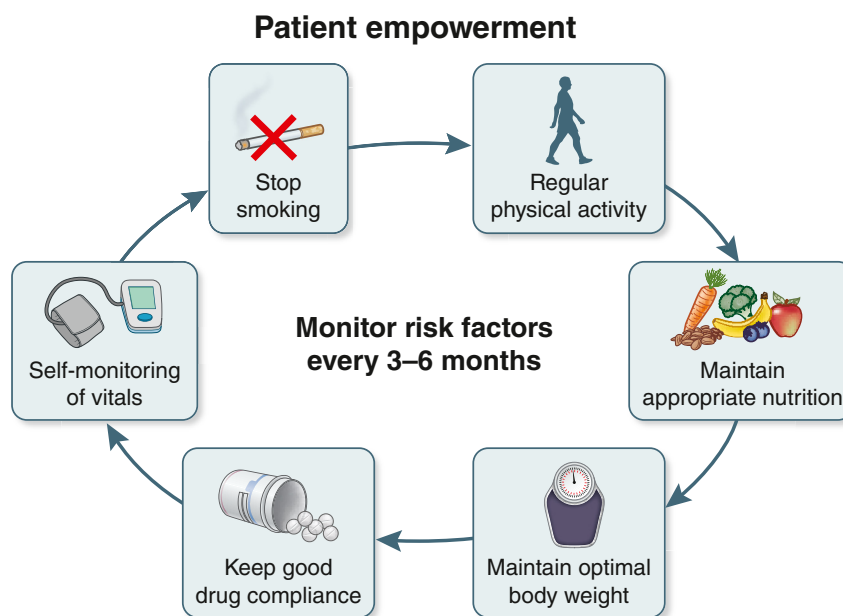 Patient empowerment
Stop
smoking
Regular
physical activity
Maintain
appropriate nutrition
Maintain optimal
body weight
Keep good
drug compliance
Self-monitoring
of vitals
Monitor risk factors
every 3–6 months